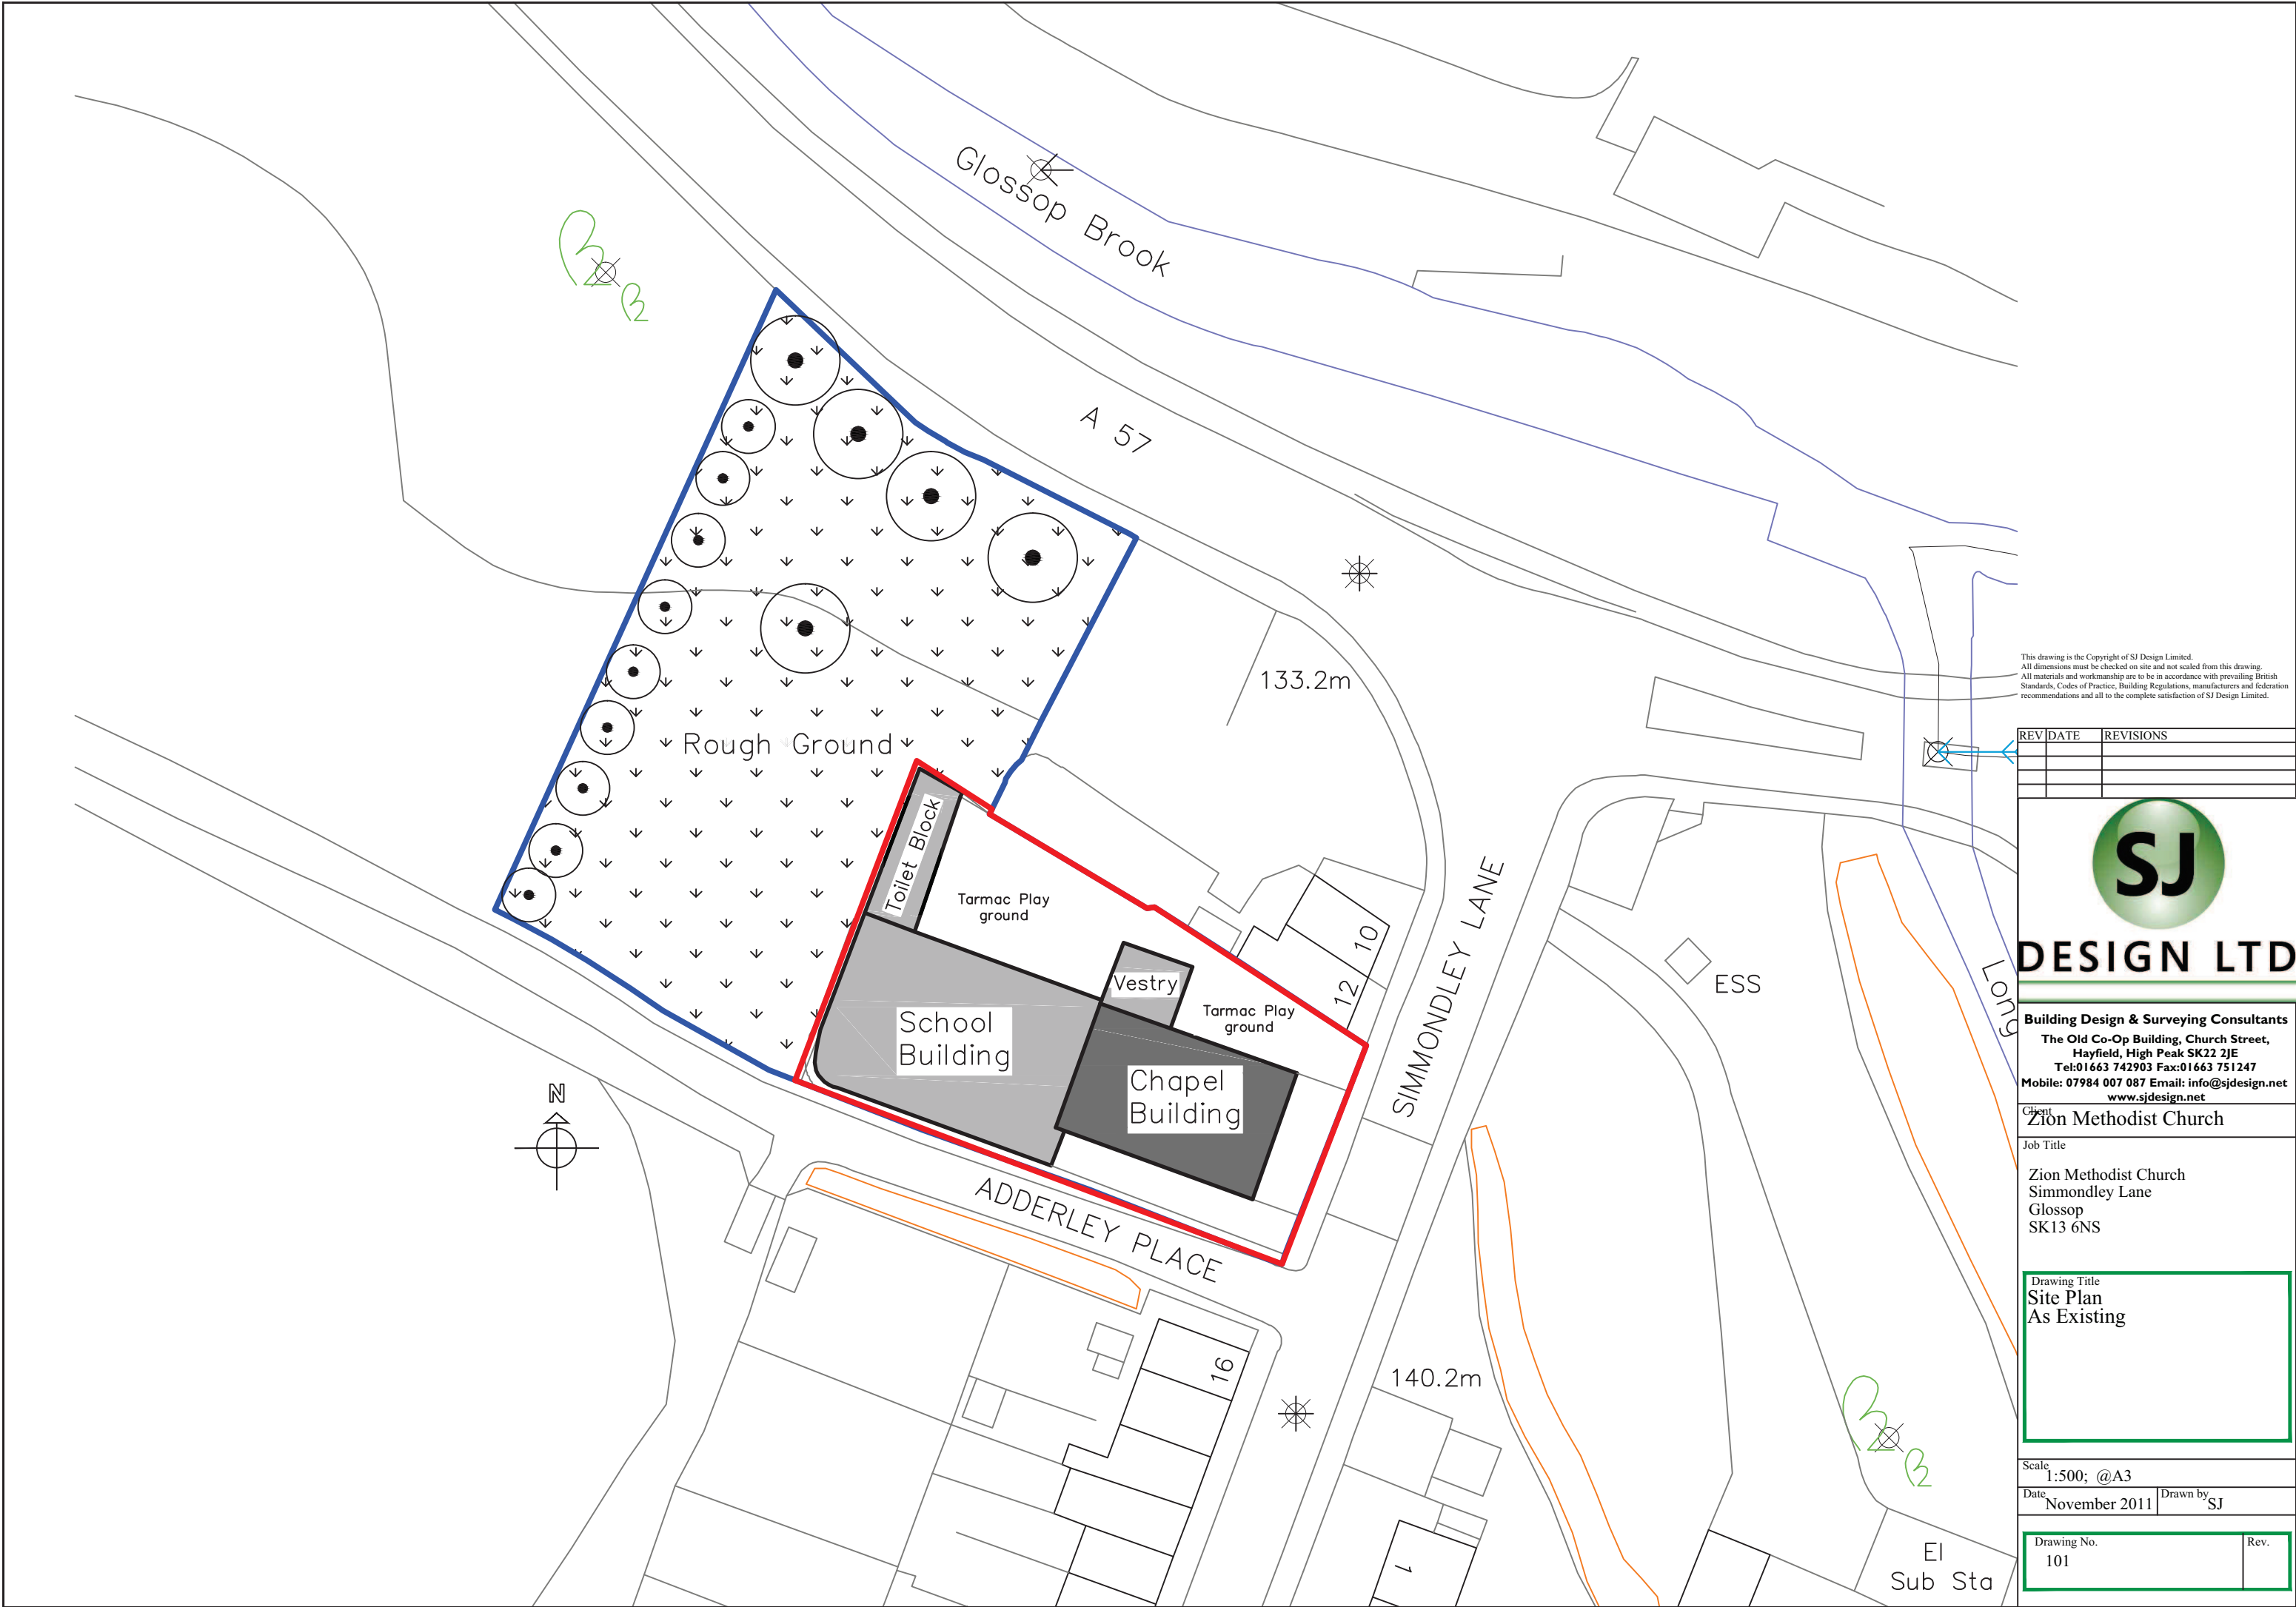 Glossop Brook
A 57
133.2m
Rough Ground
Toilet Block
Tarmac Play
ground
School
Building
Vestry
Tarmac Play
ground
Chapel
Building
10
12
SIMMONDLEY LANE
ESS
Long
N
ADDERLEY PLACE
16
140.2m
1
El
Sub Sta
This drawing is the Copyright of SJ Design Limited.
All dimensions must be checked on site and not scaled from this drawing.
All materials and workmanship are to be in accordance with prevailing British
Standards, Codes of Practice, Building Regulations, manufacturers and federation
recommendations and all to the complete satisfaction of SJ Design Limited.
REV DATE REVISIONS
SJ
DESIGN LTD
Building Design & Surveying Consultants
The Old Co-Op Building, Church Street,
Hayfield, High Peak SK22 2JE
Tel:01663 742903 Fax:01663 751247
Mobile: 07984 007 087 Email: info@sjdesign.net
www.sjdesign.net
Client
Zion Methodist Church
Job Title
Zion Methodist Church
Simmondley Lane
Glossop
SK13 6NS
Drawing Title
Site Plan
As Existing
Scale
1:500; @A3
Date
November 2011
Drawn by
SJ
Drawing No.
101
Rev.